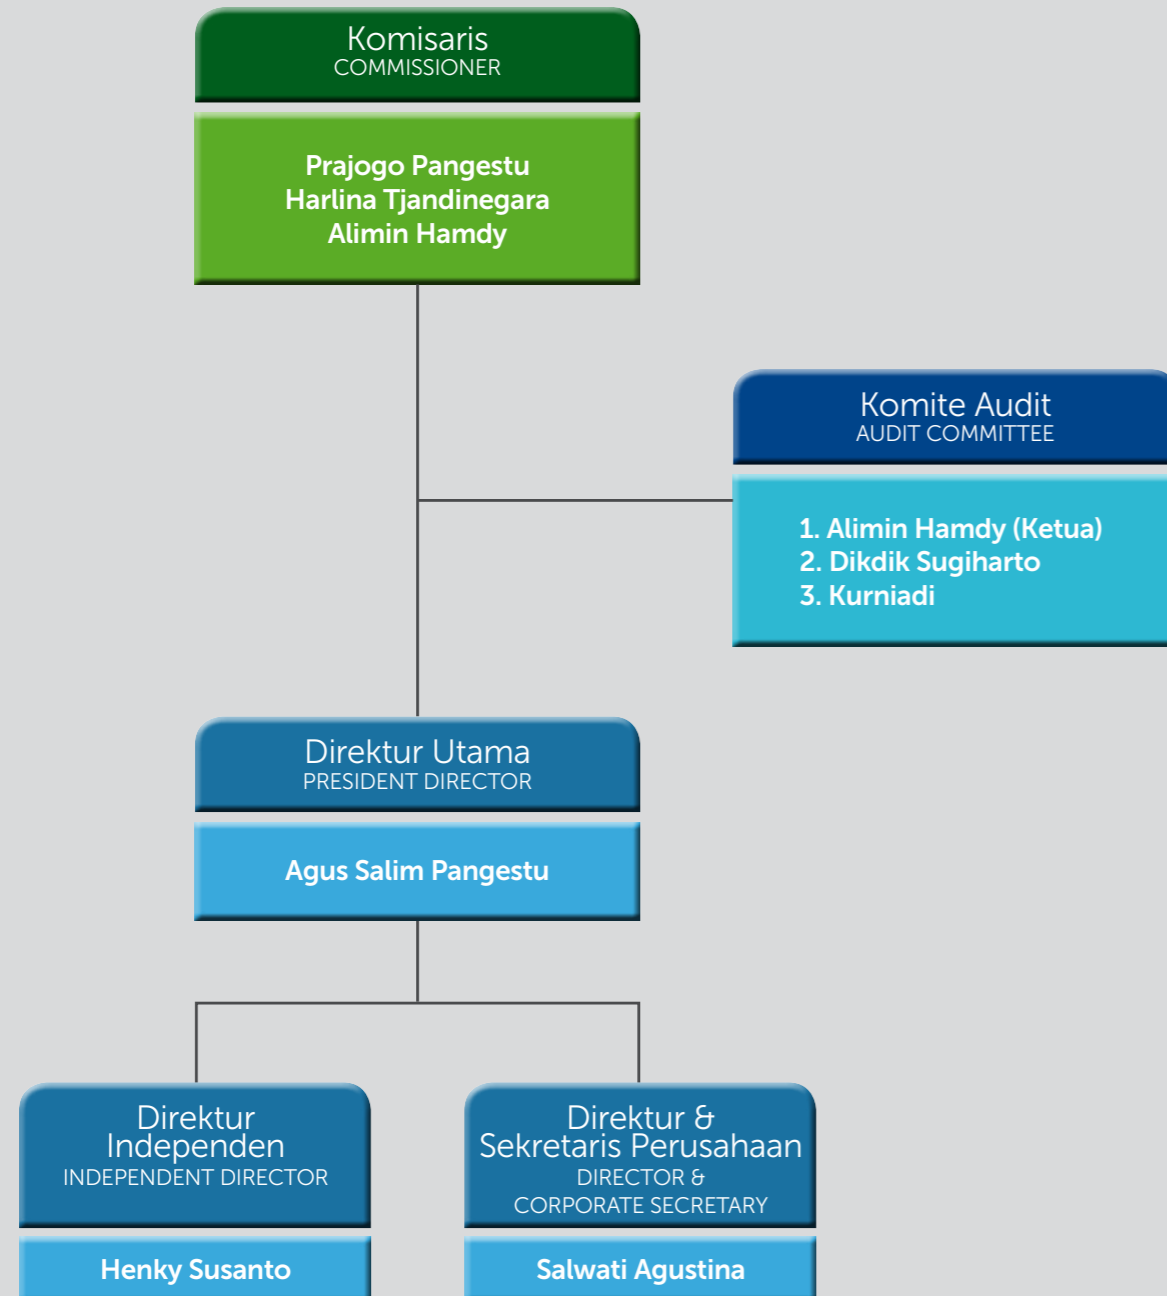 Komisaris
COMMISSIONER
Prajogo Pangestu
Harlina Tjandinegara
Alimin Hamdy
Komite Audit
AUDIT COMMITTEE
1. Alimin Hamdy (Ketua)
2. Dikdik Sugiharto
3. Kurniadi
Direktur Utama
PRESIDENT DIRECTOR
Agus Salim Pangestu
Direktur
Independen
INDEPENDENT DIRECTOR
Henky Susanto
Direktur &
Sekretaris Perusahaan
DIRECTOR &
CORPORATE SECRETARY
Salwati Agustina